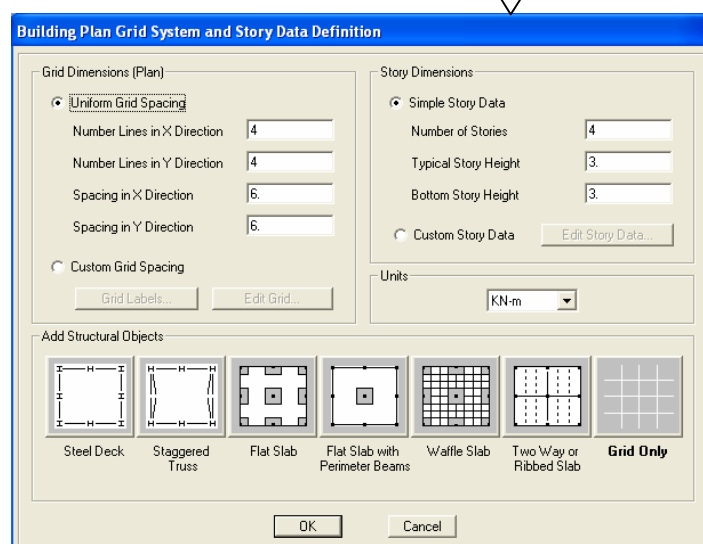 Building Plan Grid System and Story Data Definition
Grid Dimensions (Plan)
Uniform Grid Spacing
Number Lines in X Direction 4
Number Lines in Y Direction 4
Spacing in X Direction 6.
Spacing in Y Direction 6.
Custom Grid Spacing
Grid Labels... Edit Grid...
Story Dimensions
Simple Story Data
Number of Stories 4
Typical Story Height 3.
Bottom Story Height 3.
Custom Story Data Edit Story Data...
Units
KN-m
Add Structural Objects
Steel Deck
Staggered
Truss
Flat Slab
Flat Slab with
Perimeter Beams
Waffle Slab
Two Way or
Ribbed Slab
Grid Only
OK Cancel